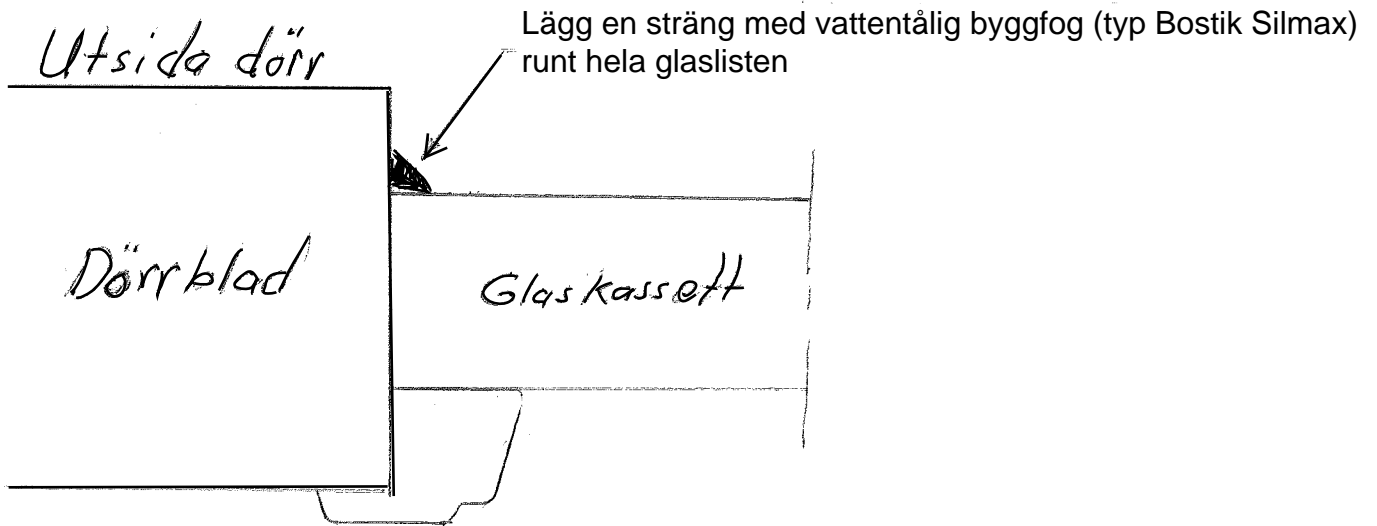 Lägg en sträng med vattentålig byggfog (typ Bostik Silmax)
runt hela glaslisten
Utsida dörr
Dörrblad
Glaskassett